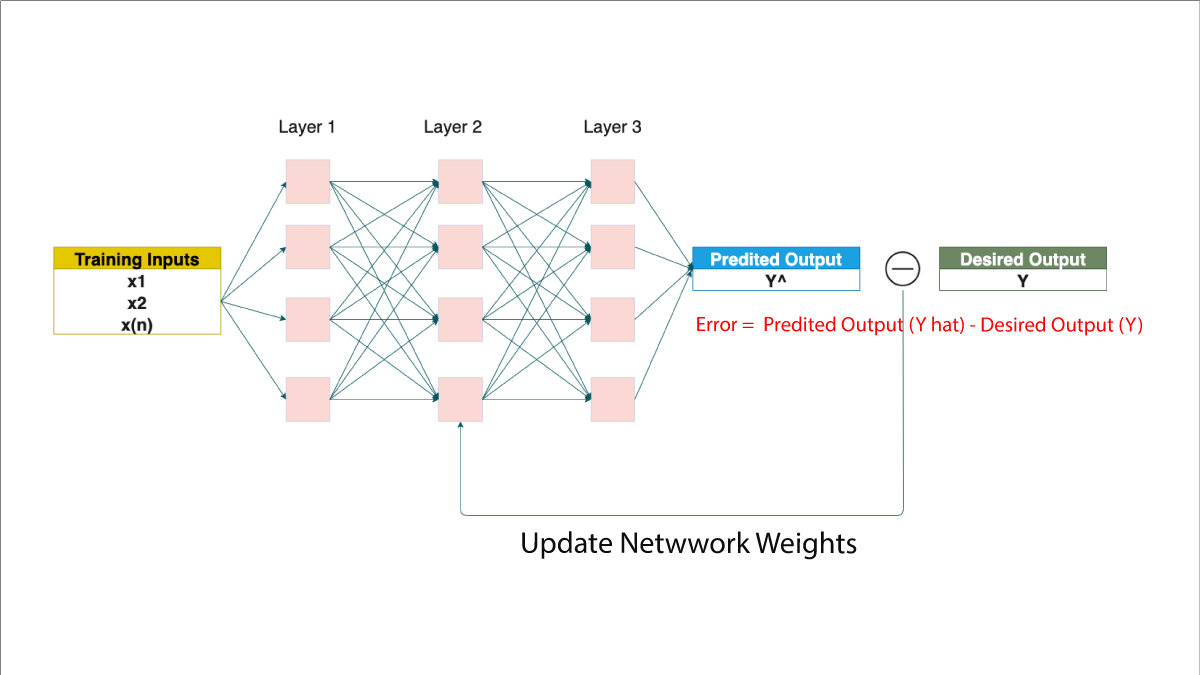 Layer 1
Layer 2
Layer 3
Training Inputs
x1
x2
x(n)
Predited Output
Y^
Desired Output
Y
Error = Predited Output (Y hat) - Desired Output (Y)
Update Netwwork Weights